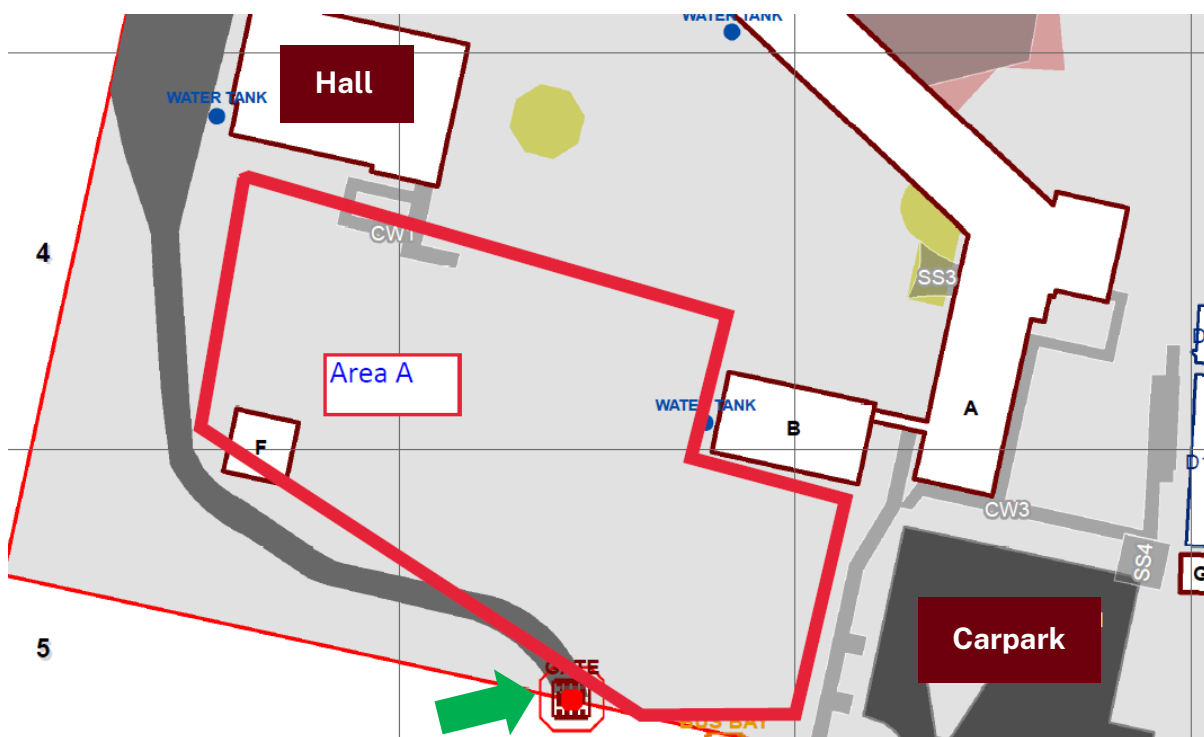 WATER TANK
Hall
WATER TANK
4
CW1
SS3
Area A
WATER TANK
A
B
F
CW3
SS4
G
5
Carpark
GATE
BUS BAY